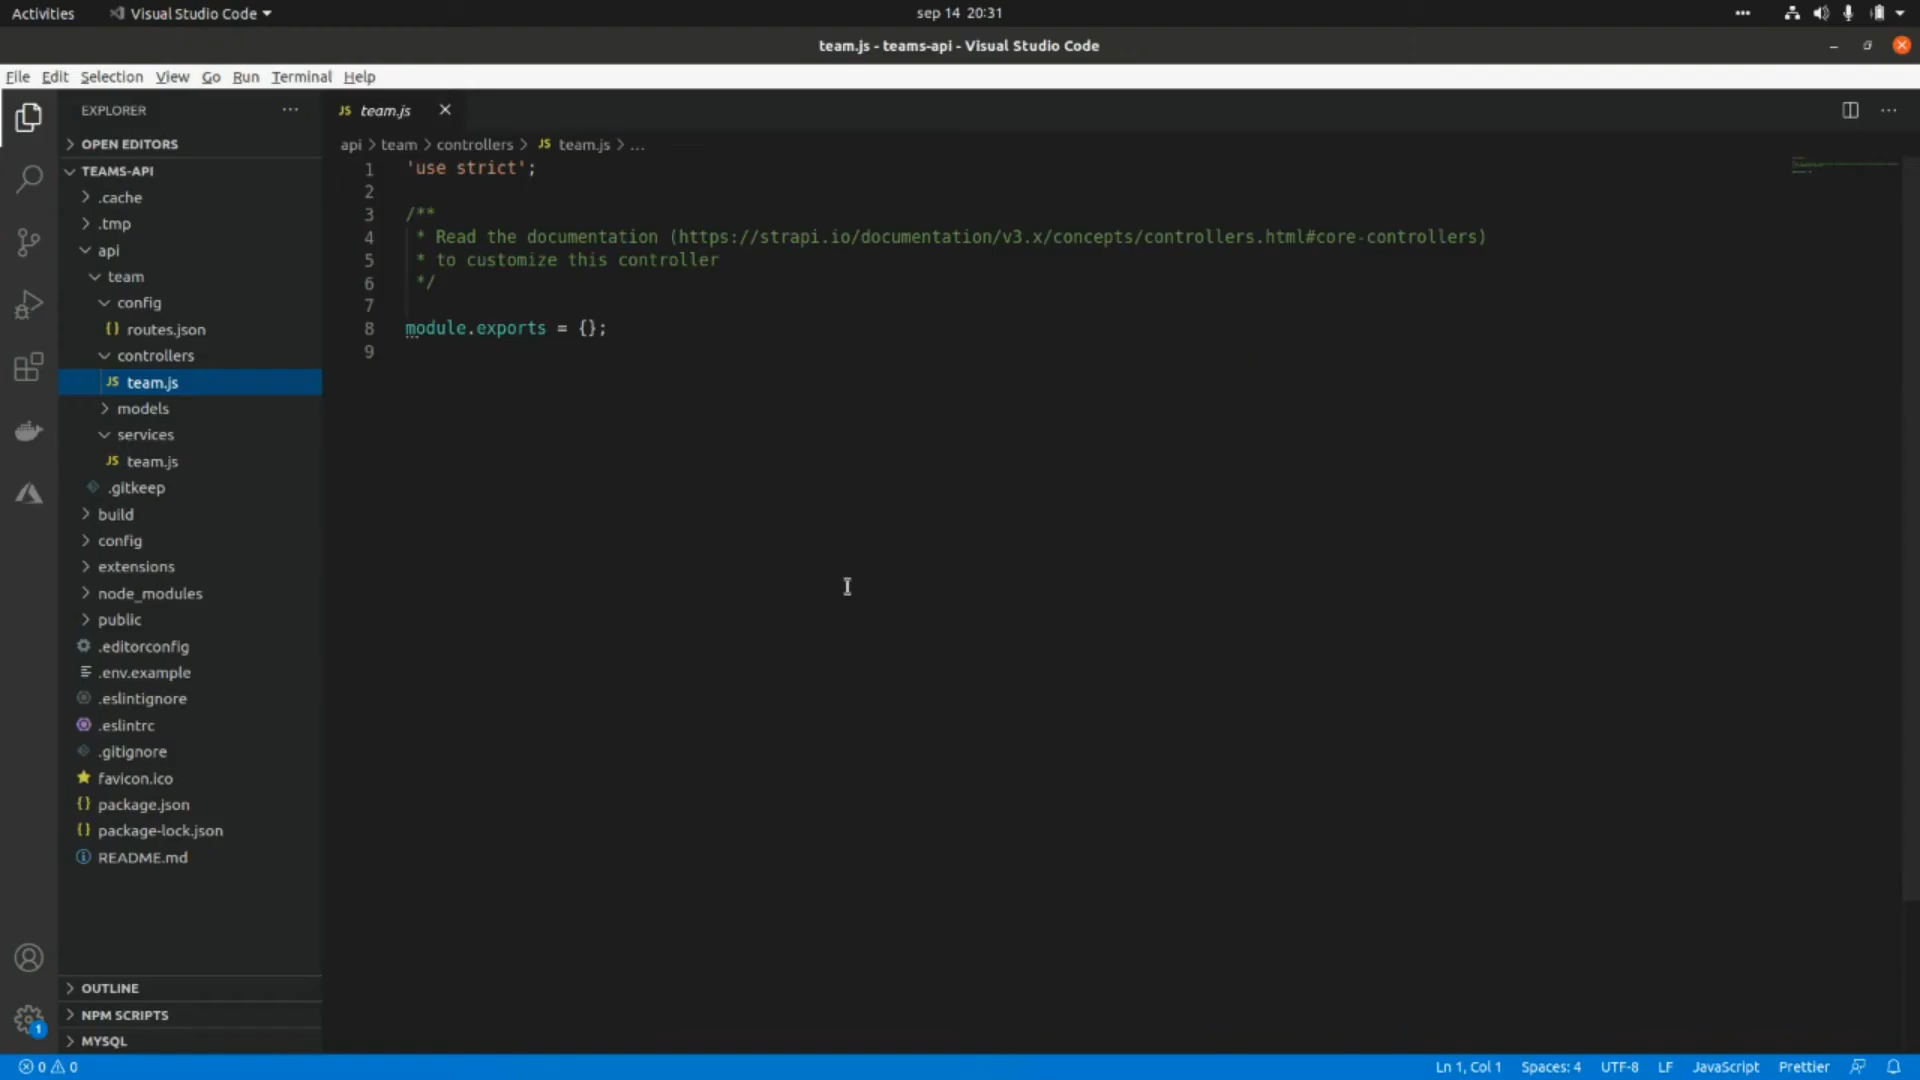 Activities
Visual Studio Code
sep 14 20:31
team.js - teams-api - Visual Studio Code
File Edit Selection View Go Run Terminal Help
EXPLORER
OPEN EDITORS
TEAMS-API
.cache
.tmp
api
team
config
{} routes.json
controllers
JS team.js
models
services
JS team.js
.gitkeep
build
config
extensions
node_modules
public
.editorconfig
.env.example
.eslintignore
.eslintrc
.gitignore
favicon.ico
{} package.json
{} package-lock.json
README.md
OUTLINE
NPM SCRIPTS
MYSQL
JS team.js
api > team > controllers > JS team.js > ...
1 'use strict';
2
3 /**
4 * Read the documentation (https://strapi.io/documentation/v3.x/concepts/controllers.html#core-controllers)
5 * to customize this controller
6 */
7
8 module.exports = {};
9
1
0 0
Ln 1, Col 1 Spaces: 4 UTF-8 LF JavaScript Prettier